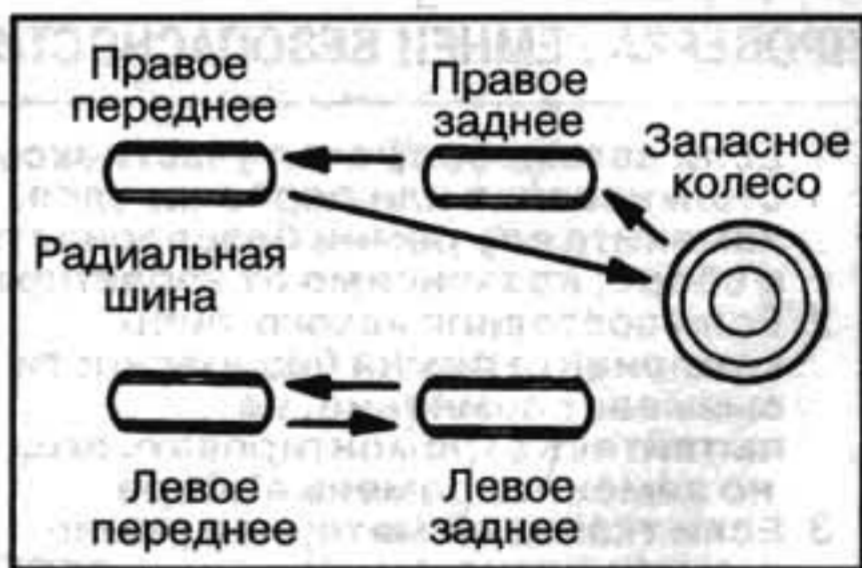 Правое
переднее
Правое
заднее
Запасное
колесо
Радиальная
шина
Левое
переднее
Левое
заднее